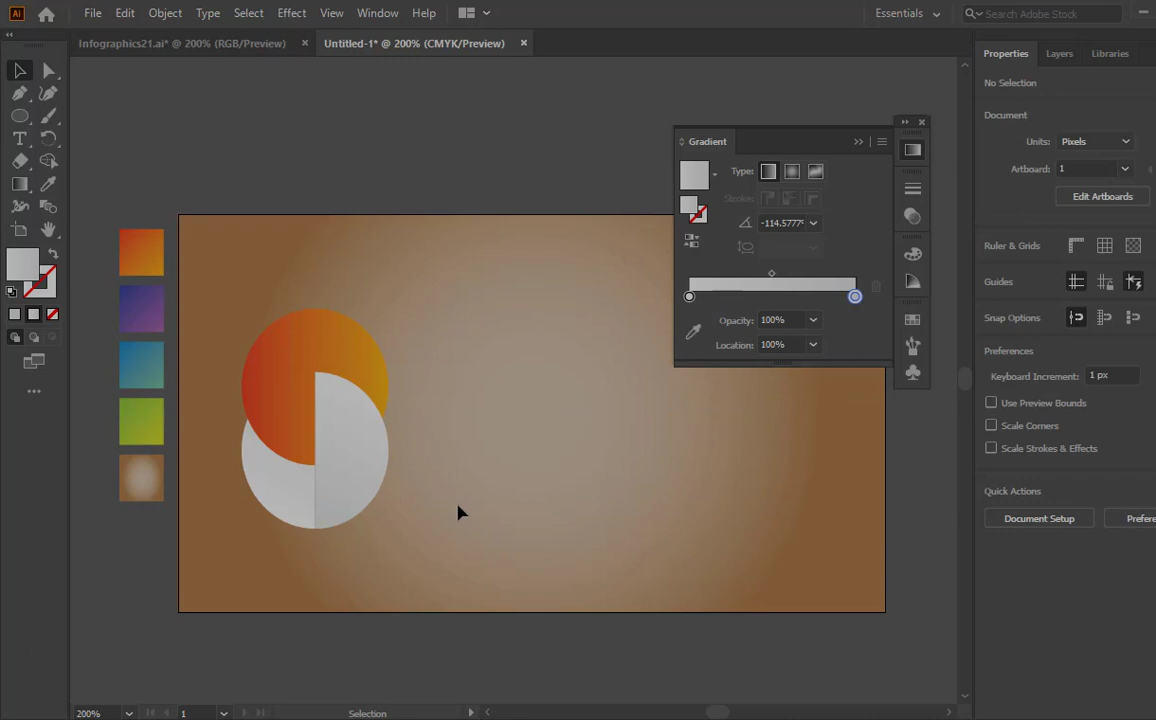 Ai File Edit Object Type Select Effect View Window Help Essentials Search Adobe Stock
Infographics21.ai* @ 200% (RGB/Preview) × Untitled-1* @ 200% (CMYK/Preview) ×
Properties Layers Libraries
No Selection
Document
Units: Pixels
Artboard: 1
Edit Artboards
Ruler & Grids
Guides
Snap Options
Preferences
Keyboard Increment: 1 px
Use Preview Bounds
Scale Corners
Scale Strokes & Effects
Quick Actions
Document Setup Prefere
Gradient
Type:
Stroke:
-114.5777°
Opacity: 100%
Location: 100%
200% 1 Selection